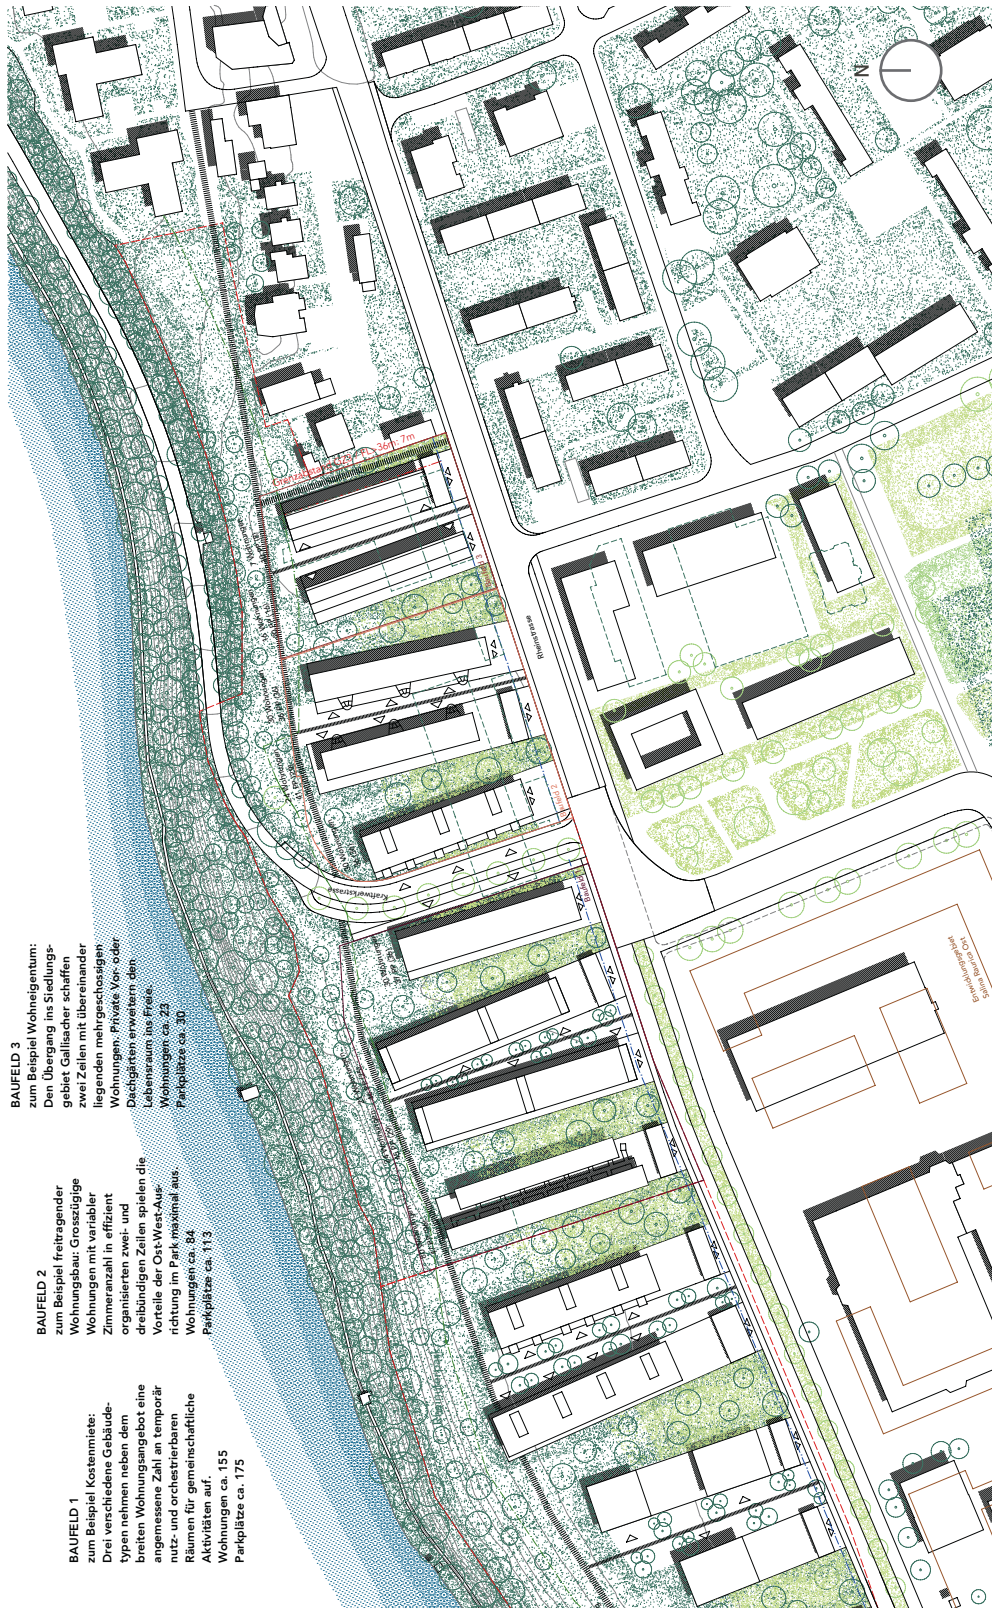 BAUFELD 1
zum Beispiel Kostenmiete:
Drei verschiedene Gebäude-
typen nehmen neben dem
breiten Wohnungsangebot eine
angemessene Zahl an temporär
nutz- und orchestrierbaren
Räumen für gemeinschaftliche
Aktivitäten auf.
Wohnungen ca. 155
Parkplätze ca. 175
BAUFELD 2
zum Beispiel freitragender
Wohnungsbau: Grosszügige
Wohnungen mit variabler
Zimmeranzahl in effizient
organisierten zwei- und
dreibündigen Zeilen spielen die
Vorteile der Ost-West-Aus-
richtung im Park maximal aus.
Wohnungen ca. 84
Parkplätze ca. 113
BAUFELD 3
zum Beispiel Wohneigentum:
Den Übergang ins Siedlungs-
gebiet Gallisacher schaffen
zwei Zeilen mit übereinander
liegenden mehrgeschossigen
Wohnungen. Private Vor- oder
Dachgärten erweitern den
Lebensraum ins Freie.
Wohnungen ca. 23
Parkplätze ca. 30
Kraftwerkstrasse
Rheinstrasse
Entwicklungsgebiet
Salina Raurica Ost
N